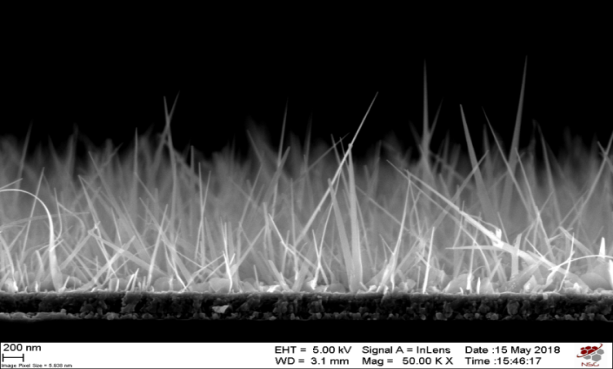 200 nm
EHT = 5.00 kV Signal A = InLens Date :15 May 2018
WD = 3.1 mm Mag = 50.00 K X Time :15:46:17